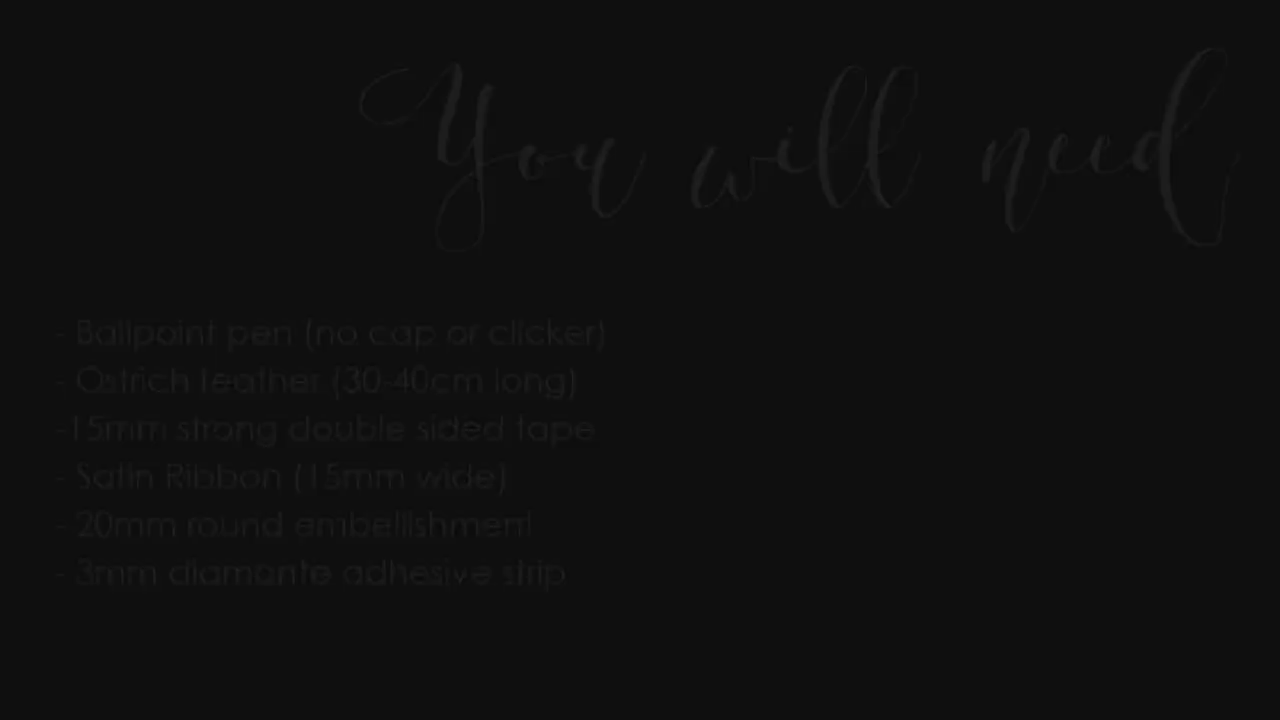 You will need
- Ballpoint pen (no cap or clicker)
- Ostrich feather (30-40cm long)
-15mm strong double sided tape
- Satin Ribbon (15mm wide)
- 20mm round embellishment
- 3mm diamante adhesive strip